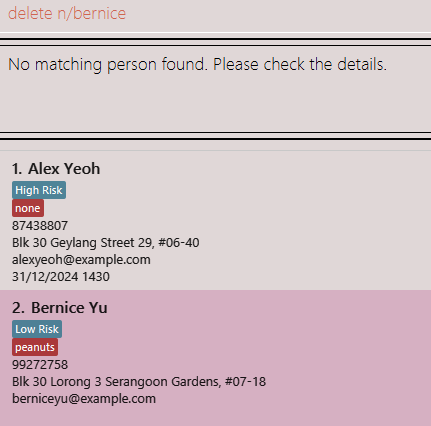 delete n/bernice
No matching person found. Please check the details.
1. Alex Yeoh
High Risk
none
87438807
Blk 30 Geylang Street 29, #06-40
alexyeoh@example.com
31/12/2024 1430
2. Bernice Yu
Low Risk
peanuts
99272758
Blk 30 Lorong 3 Serangoon Gardens, #07-18
berniceyu@example.com